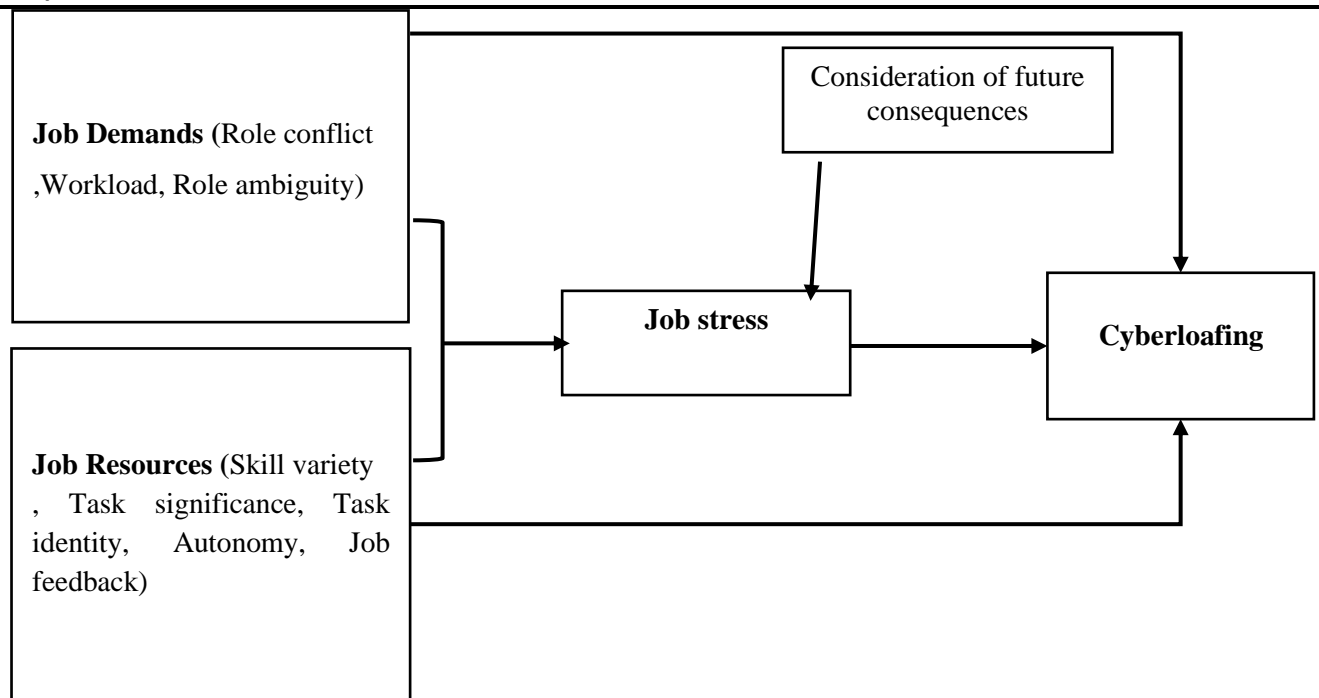 Consideration of future
consequences
Job Demands (Role conflict
,Workload, Role ambiguity)
Job stress
Cyberloafing
Job Resources (Skill variety
, Task significance, Task
identity, Autonomy, Job
feedback)